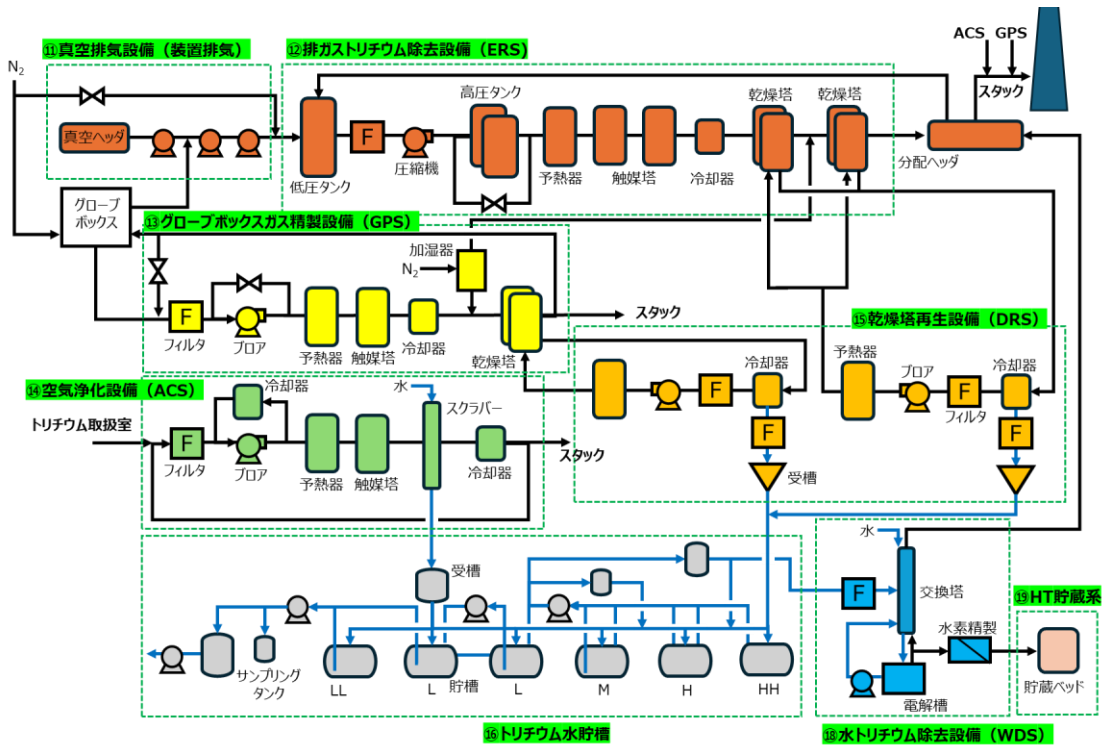 ⑪真空排気設備（装置排気）
N2
真空ヘッダ
グローブ
ボックス
⑫排ガストリチウム除去設備（ERS）
低圧タンク
F
圧縮機
高圧タンク
予熱器
触媒塔
冷却器
乾燥塔
乾燥塔
分配ヘッダ
ACS
GPS
スタック
⑬グローブボックスガス精製設備（GPS）
F
フィルタ
ブロア
予熱器
触媒塔
冷却器
加湿器
N2
乾燥塔
スタック
⑭空気浄化設備（ACS）
トリチウム取扱室
F
フィルタ
冷却器
ブロア
予熱器
触媒塔
水
スクラバー
冷却器
スタック
⑮乾燥塔再生設備（DRS）
F
冷却器
F
受槽
予熱器
ブロア
F
フィルタ
冷却器
F
受槽
サンプリング
タンク
LL
L
貯槽
L
M
H
HH
⑯トリチウム水貯槽
水
F
交換塔
水素精製
電解槽
⑱水トリチウム除去設備（WDS）
⑲HT貯蔵系
貯蔵ベッド